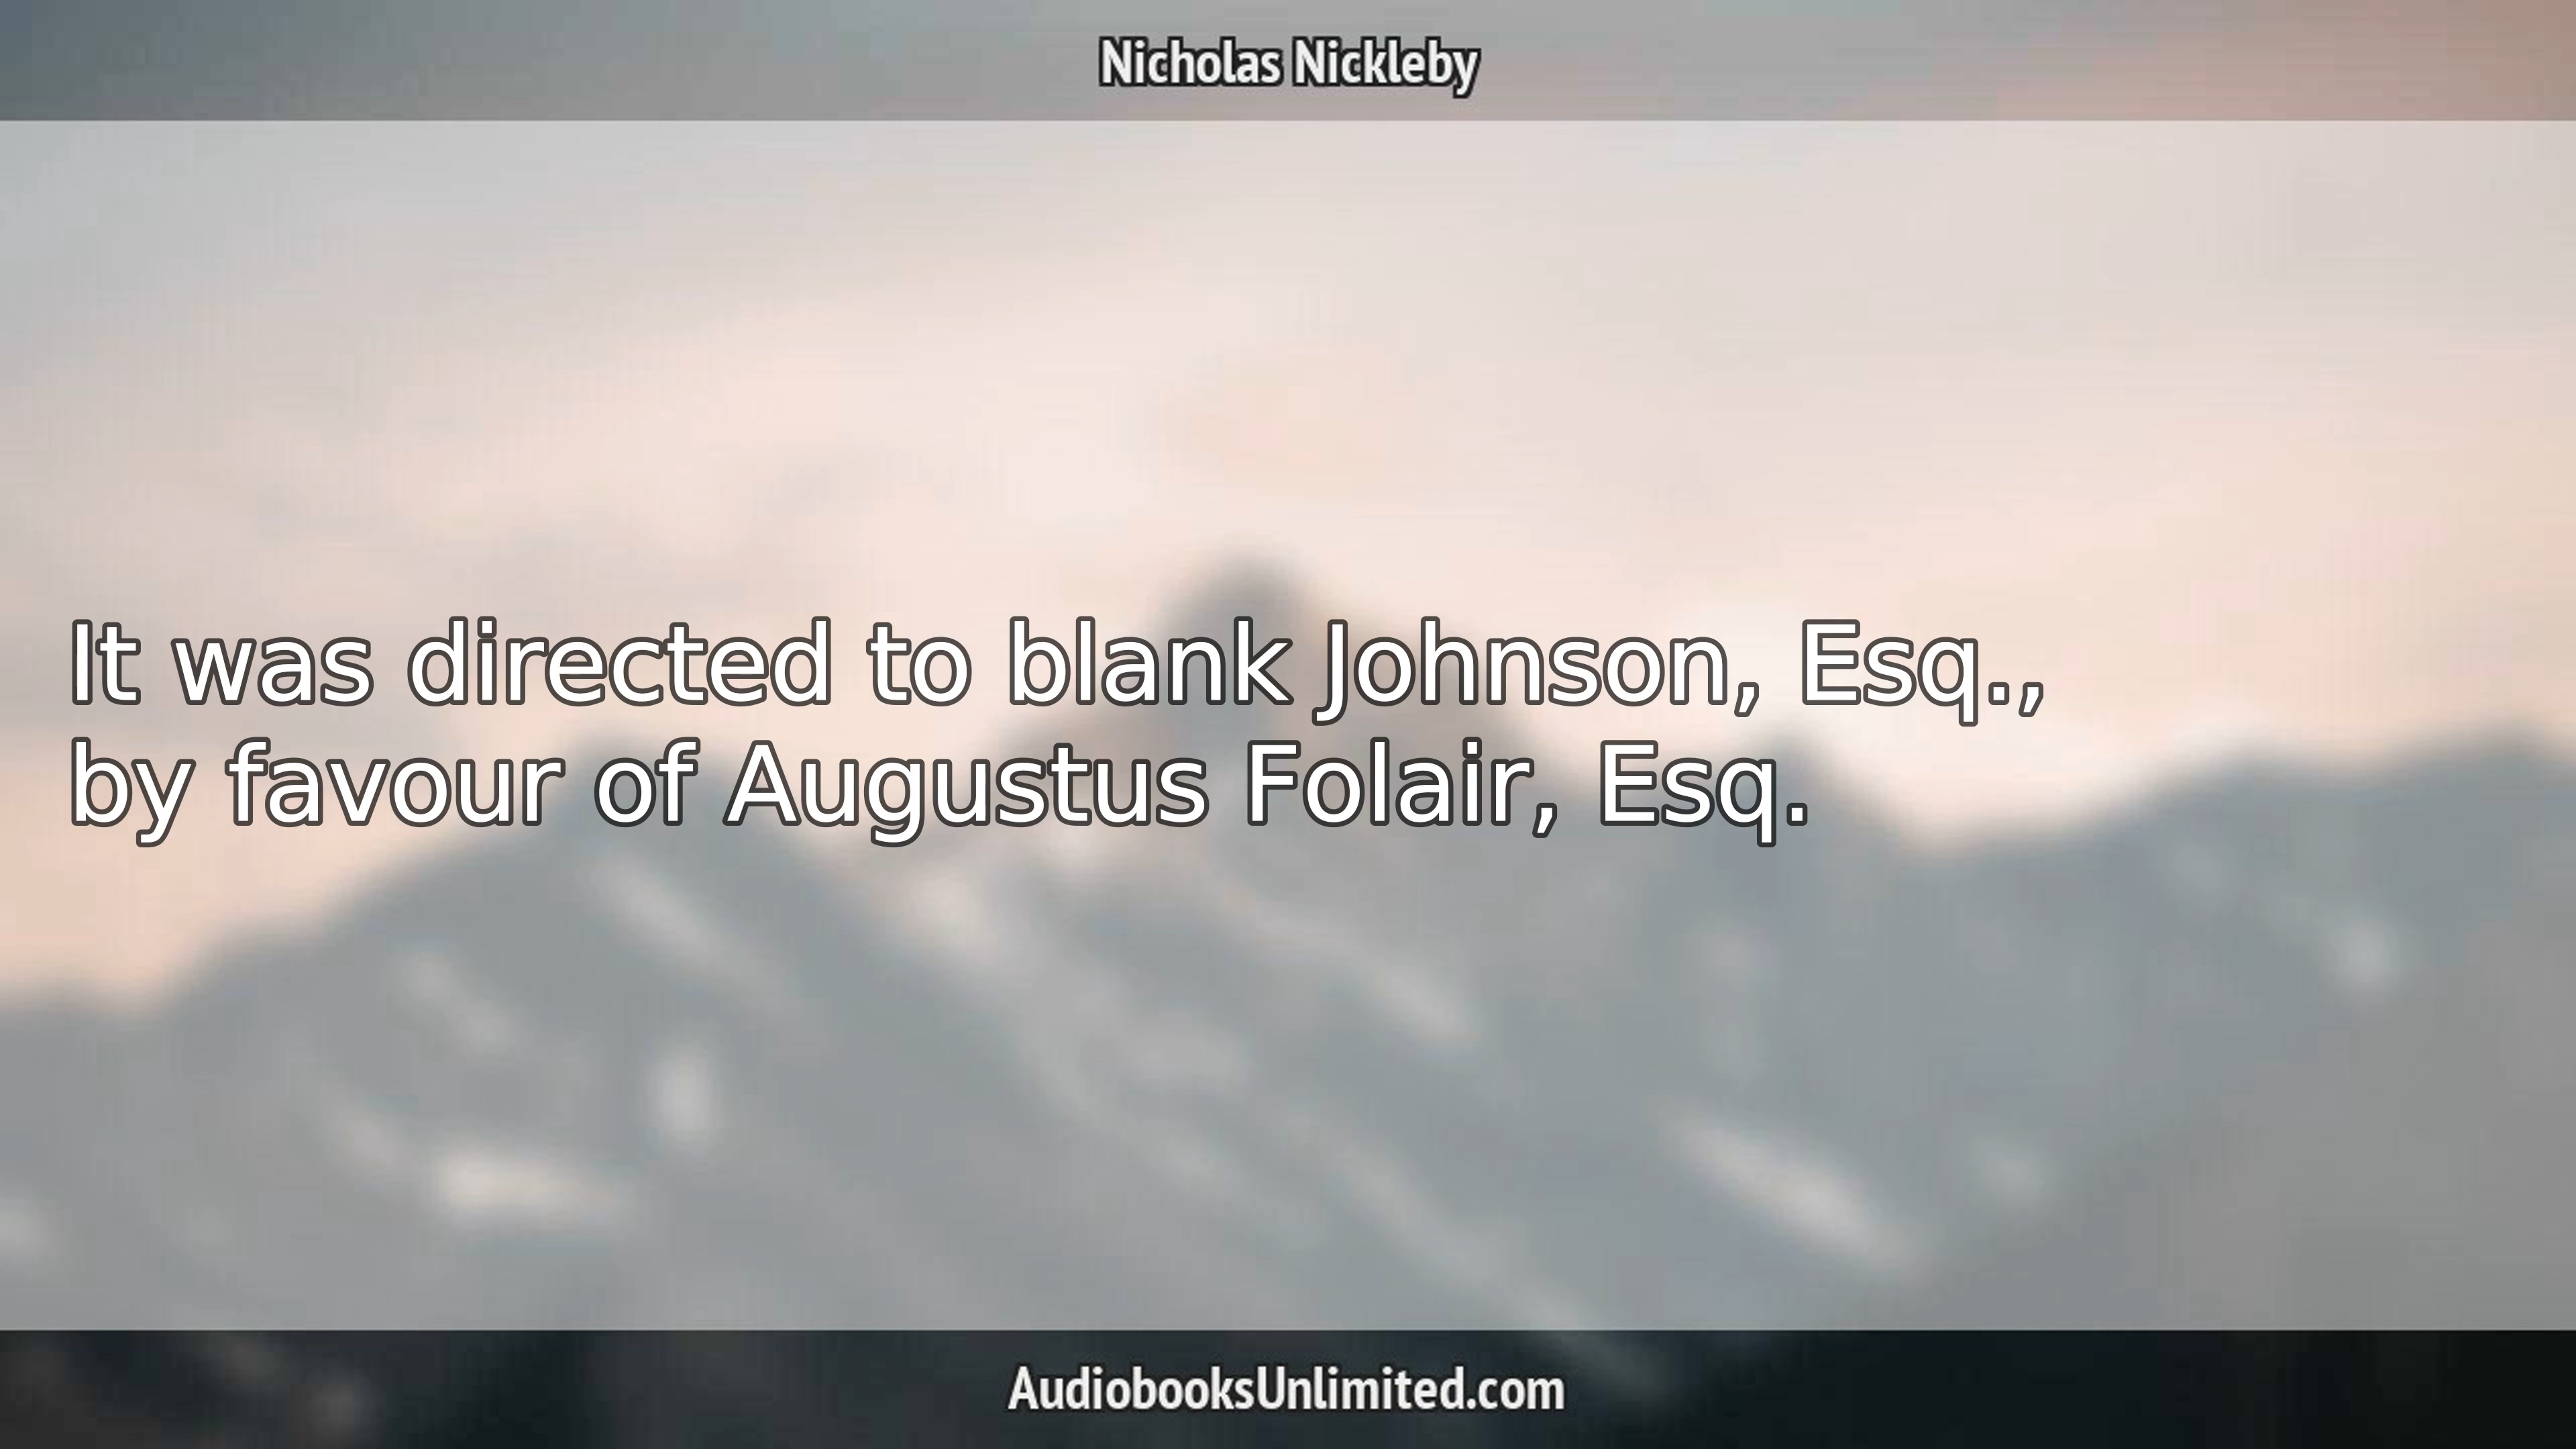 Nicholas Nickleby
It was directed to blank Johnson, Esq.,
by favour of Augustus Folair, Esq.
AudiobooksUnlimited.com